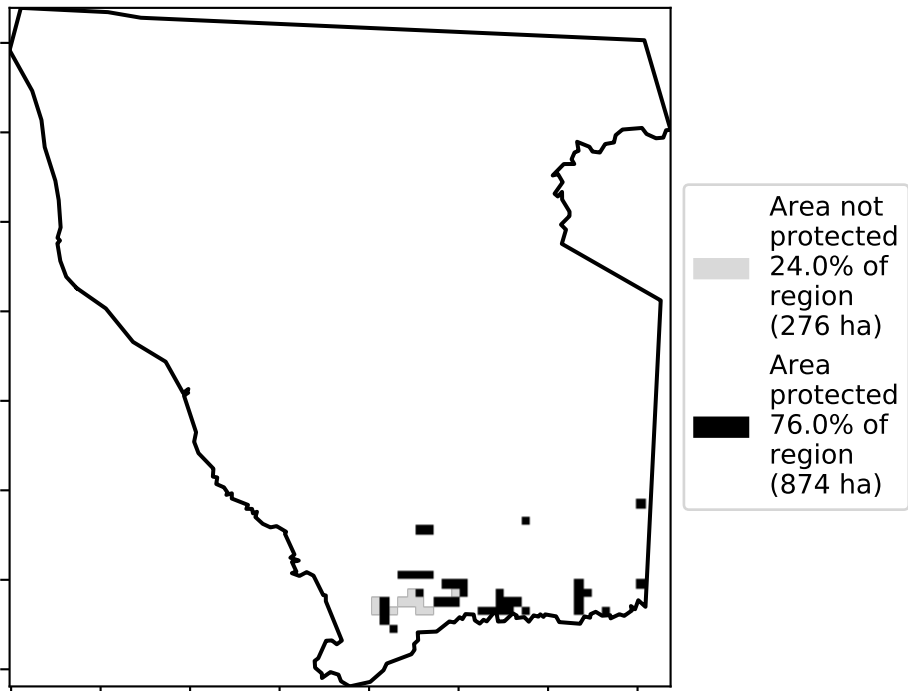 Area not
protected
24.0% of
region
(276 ha)
Area
protected
76.0% of
region
(874 ha)